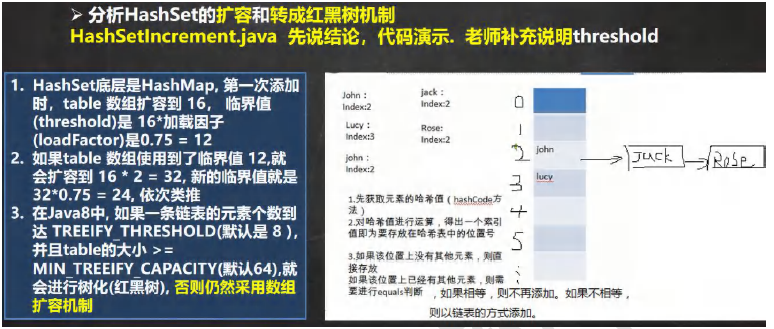 ➢ 分析HashSet的扩容和转成红黑树机制
HashSetIncrement.java 先说结论，代码演示. 老师补充说明threshold
1. HashSet底层是HashMap, 第一次添加
时，table 数组扩容到 16， 临界值
(threshold)是 16*加载因子
(loadFactor)是0.75 = 12
2. 如果table 数组使用到了临界值 12,就
会扩容到 16 * 2 = 32, 新的临界值就是
32*0.75 = 24, 依次类推
3. 在Java8中, 如果一条链表的元素个数到
达 TREEIFY_THRESHOLD(默认是 8 ),
并且table的大小 >=
MIN_TREEIFY_CAPACITY(默认64),就
会进行树化(红黑树), 否则仍然采用数组
扩容机制
John：
Index:2
jack：
Index:2
Lucy：
Index:3
Rose:
Index:2
john：
Index:2
0
1
2 john
Jack
Rose
3 lucy
4
5
1.先获取元素的哈希值（hashCode方
法）
2.对哈希值进行运算，得出一个索引
值即为要存放在哈希表中的位置号
3.如果该位置上没有其他元素，则直
接存放
如果该位置上已经有其他元素，则需
要进行equals判断 ，如果相等，则不再添加。如果不相等，
则以链表的方式添加。